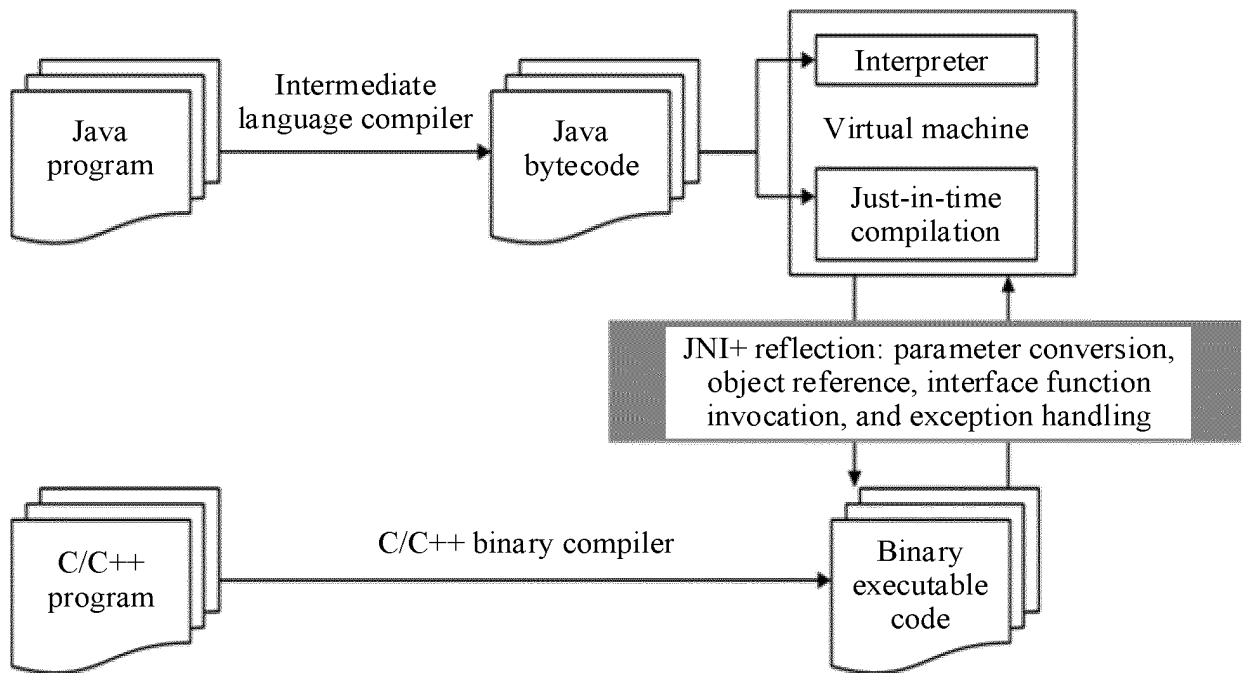 Java
program
Intermediate
language compiler
Java
bytecode
Interpreter
Virtual machine
Just-in-time
compilation
JNI+ reflection: parameter conversion,
object reference, interface function
invocation, and exception handling
C/C++
program
C/C++ binary compiler
Binary
executable
code